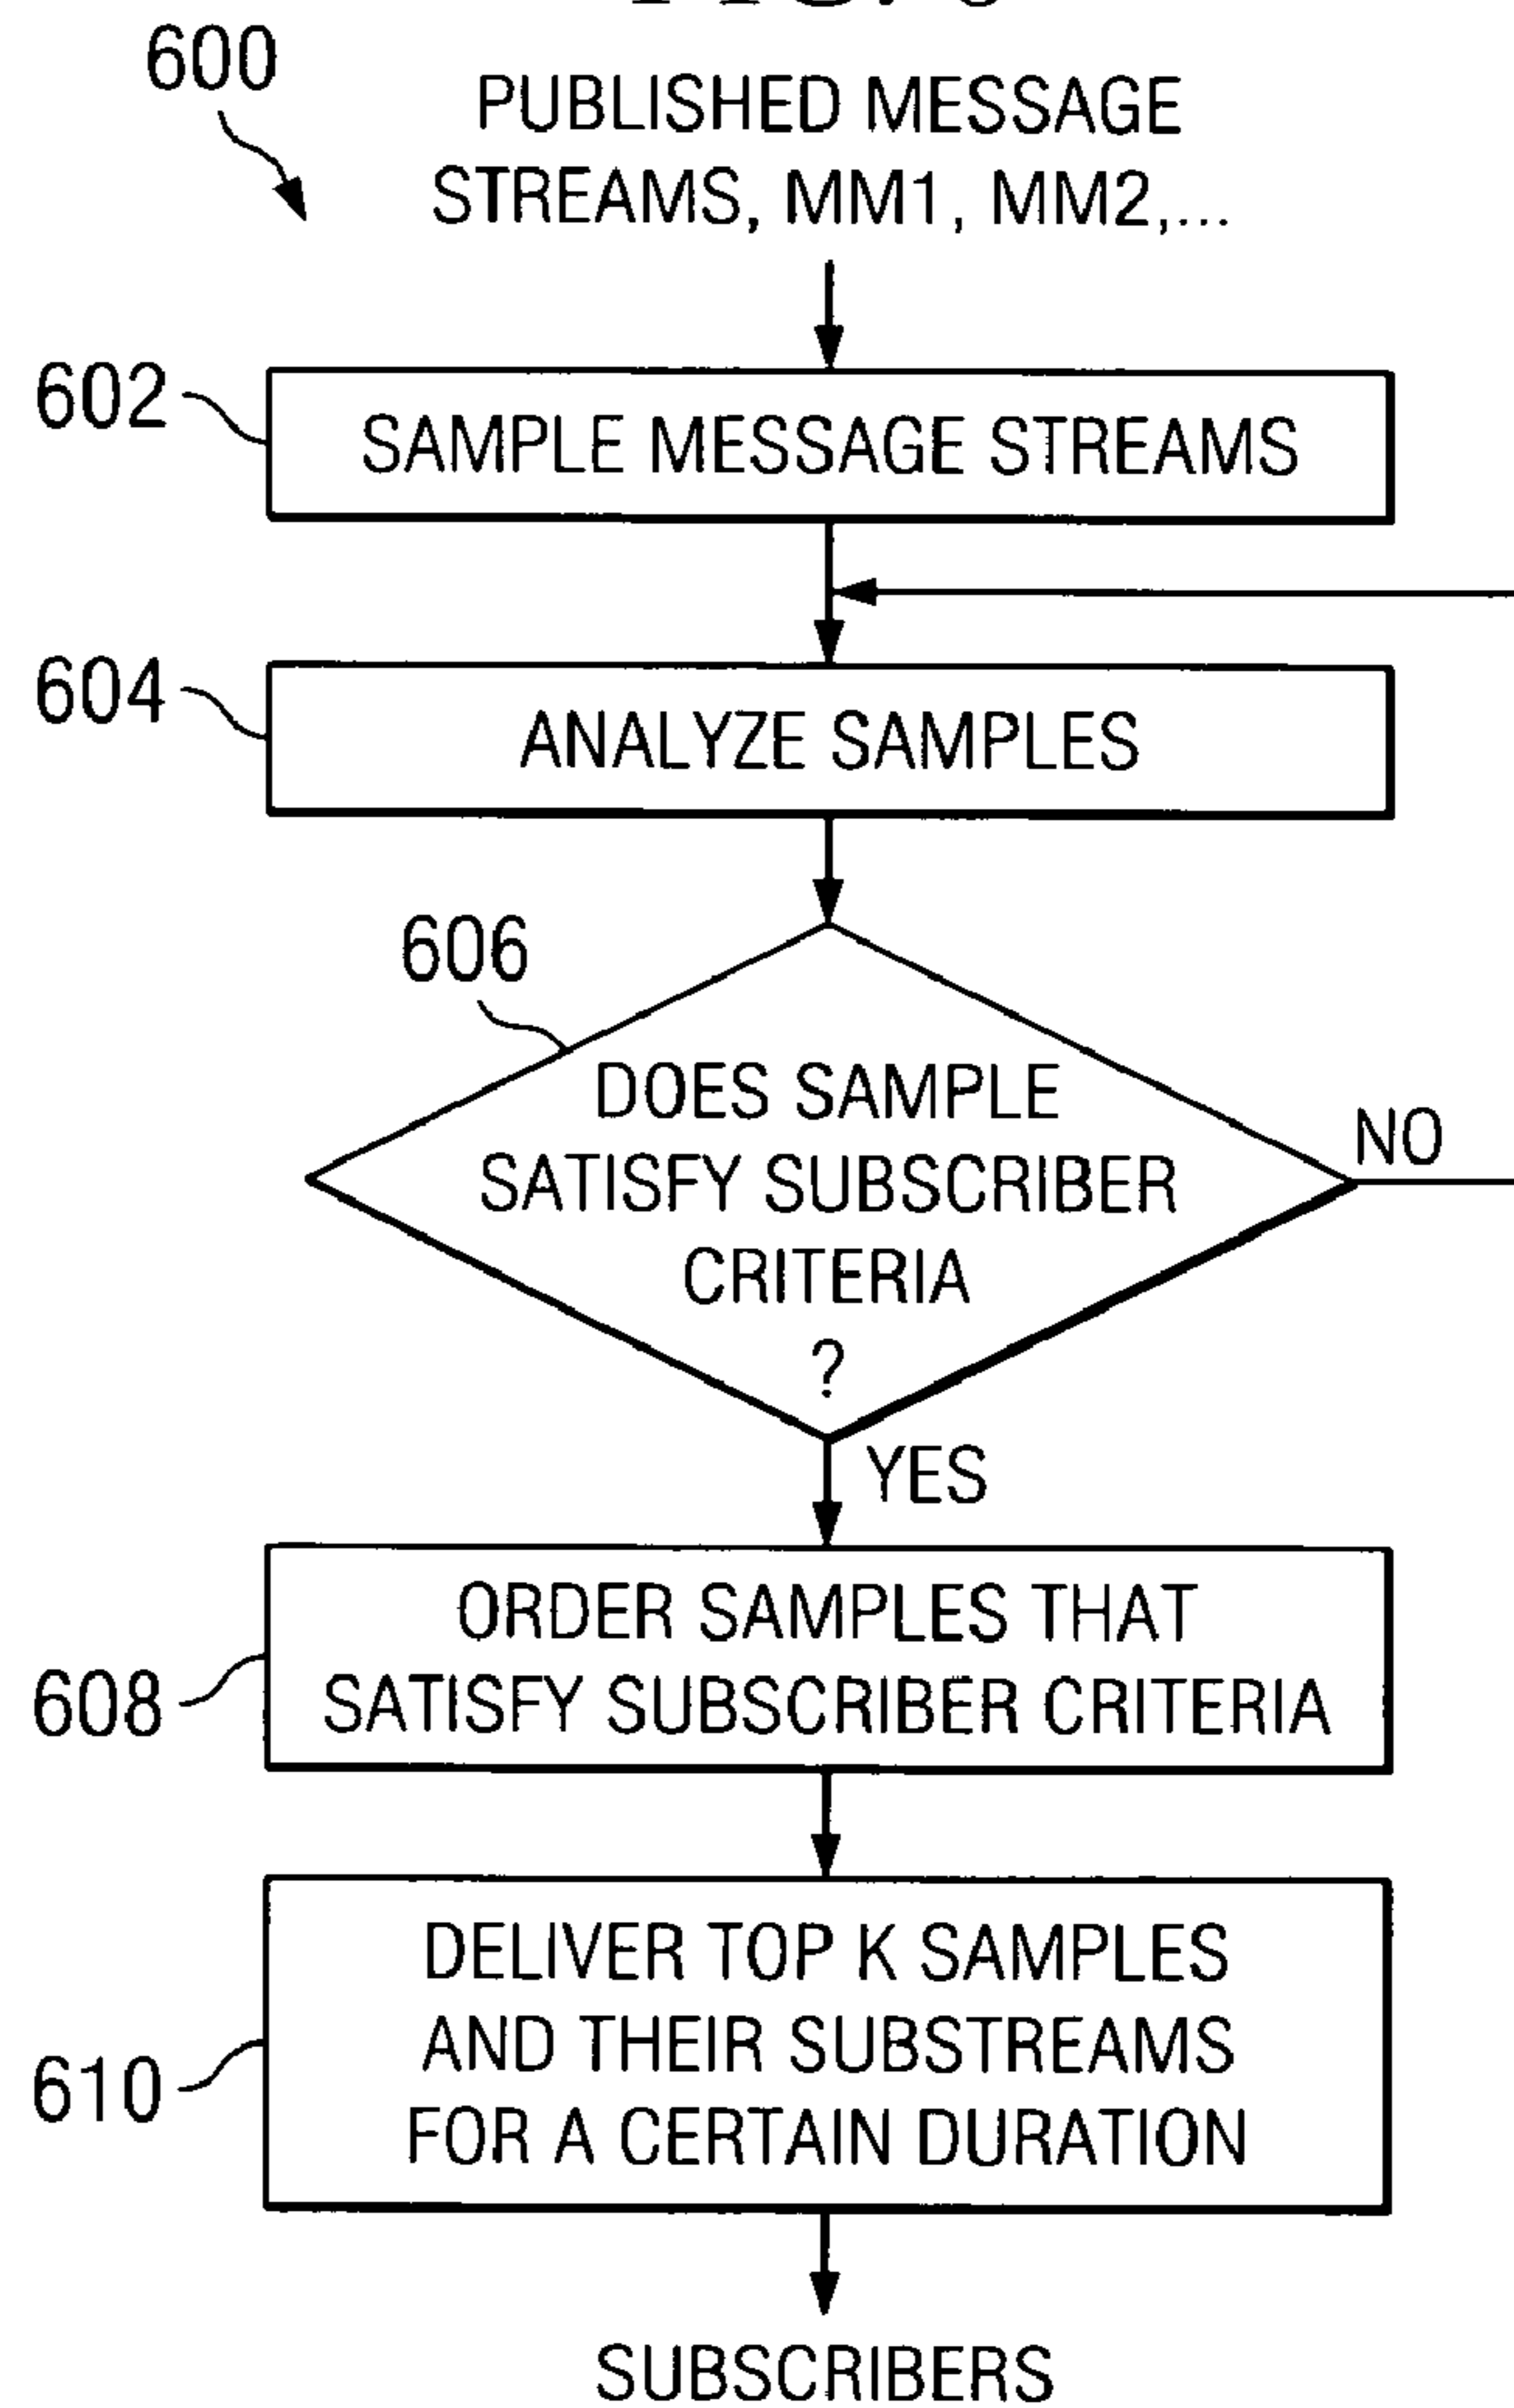 600
PUBLISHED MESSAGE
STREAMS, MM1, MM2,...
602
SAMPLE MESSAGE STREAMS
604
ANALYZE SAMPLES
606
DOES SAMPLE
SATISFY SUBSCRIBER
CRITERIA
?
NO
YES
ORDER SAMPLES THAT
SATISFY SUBSCRIBER CRITERIA
608
DELIVER TOP K SAMPLES
AND THEIR SUBSTREAMS
FOR A CERTAIN DURATION
610
SUBSCRIBERS